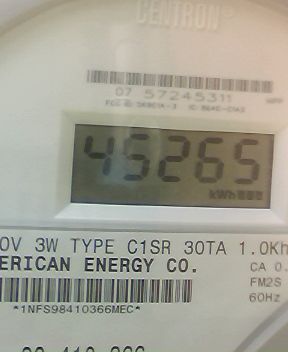 CENTRON®
07 57245311
45265
kWh
0V 3W TYPE C1SR 30TA 1.0Kh
ERICAN ENERGY CO. CA 0.
FM2S
60Hz
*1NFS98410366MEC*